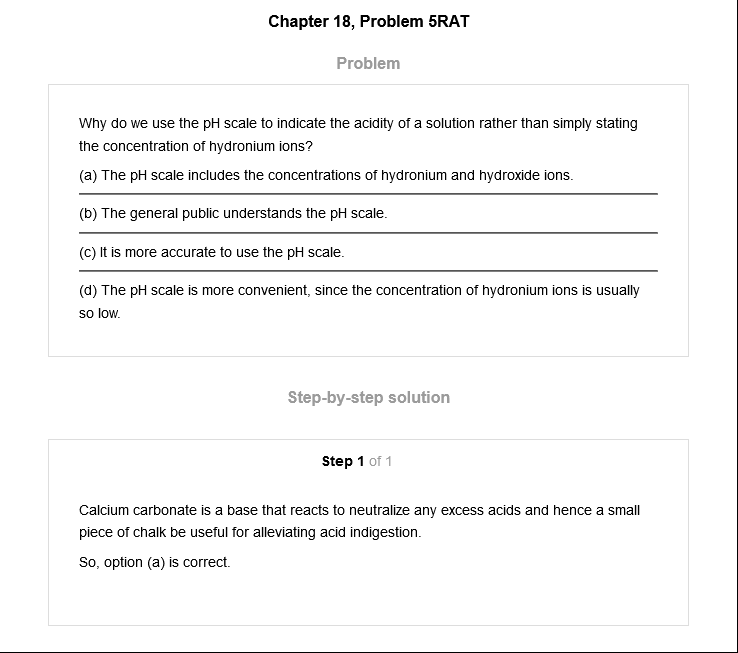 Chapter 18, Problem 5RAT
Problem
Why do we use the pH scale to indicate the acidity of a solution rather than simply stating
the concentration of hydronium ions?
(a) The pH scale includes the concentrations of hydronium and hydroxide ions.
(b) The general public understands the pH scale.
(c) It is more accurate to use the pH scale.
(d) The pH scale is more convenient, since the concentration of hydronium ions is usually
so low.
Step-by-step solution
Step 1 of 1
Calcium carbonate is a base that reacts to neutralize any excess acids and hence a small
piece of chalk be useful for alleviating acid indigestion.
So, option (a) is correct.